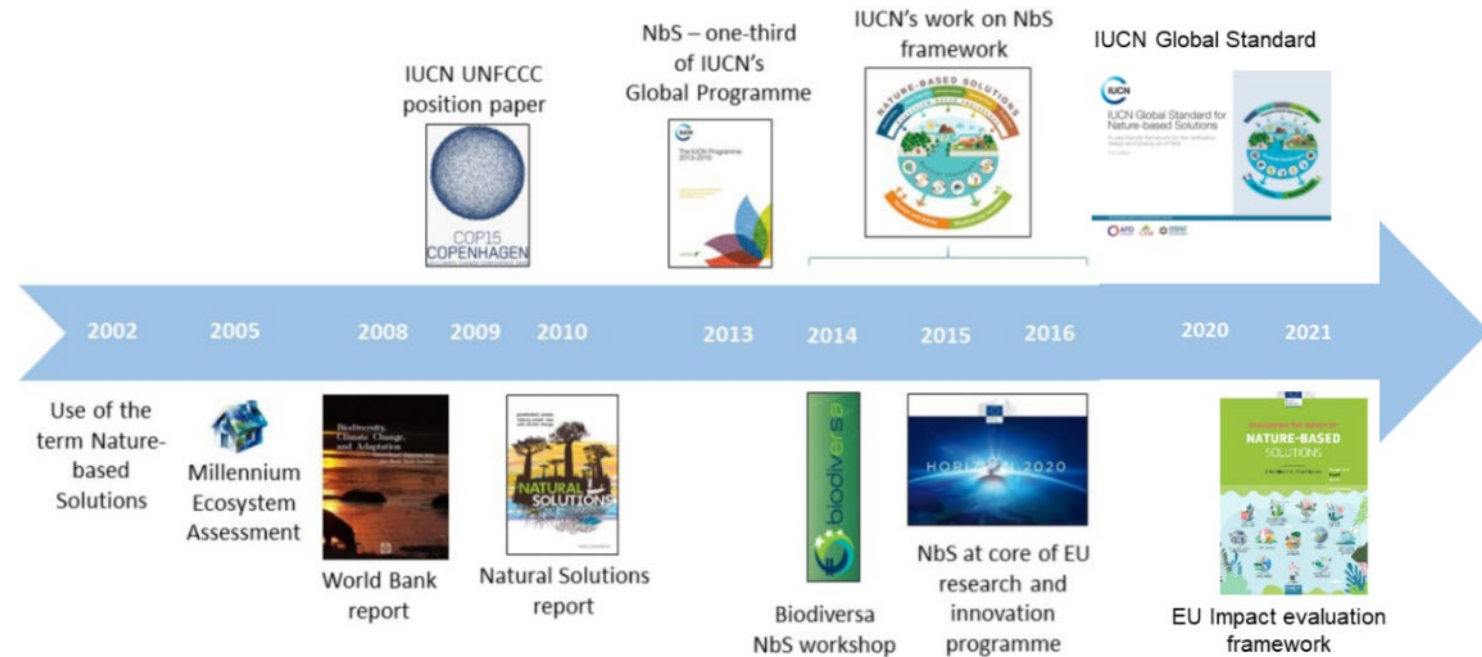 IUCN UNFCCC
position paper
COP15
COPENHAGEN
NbS – one-third
of IUCN's
Global Programme
IUCN
The IUCN Programme
2013–2016
IUCN's work on NbS
framework
NATURE-BASED SOLUTIONS
IUCN Global Standard
IUCN
IUCN Global Standard for
Nature-based Solutions
AFD
2002
2005
2008
2009
2010
2013
2014
2015
2016
2020
2021
Use of the
term Nature-
based
Solutions
Millennium
Ecosystem
Assessment
Biodiversity,
Climate Change,
and Adaptation
World Bank
report
NATURAL
SOLUTIONS
Natural Solutions
report
biodiversa
Biodiversa
NbS workshop
HORIZON 2020
NbS at core of EU
research and
innovation
programme
NATURE-BASED
SOLUTIONS
EU Impact evaluation
framework